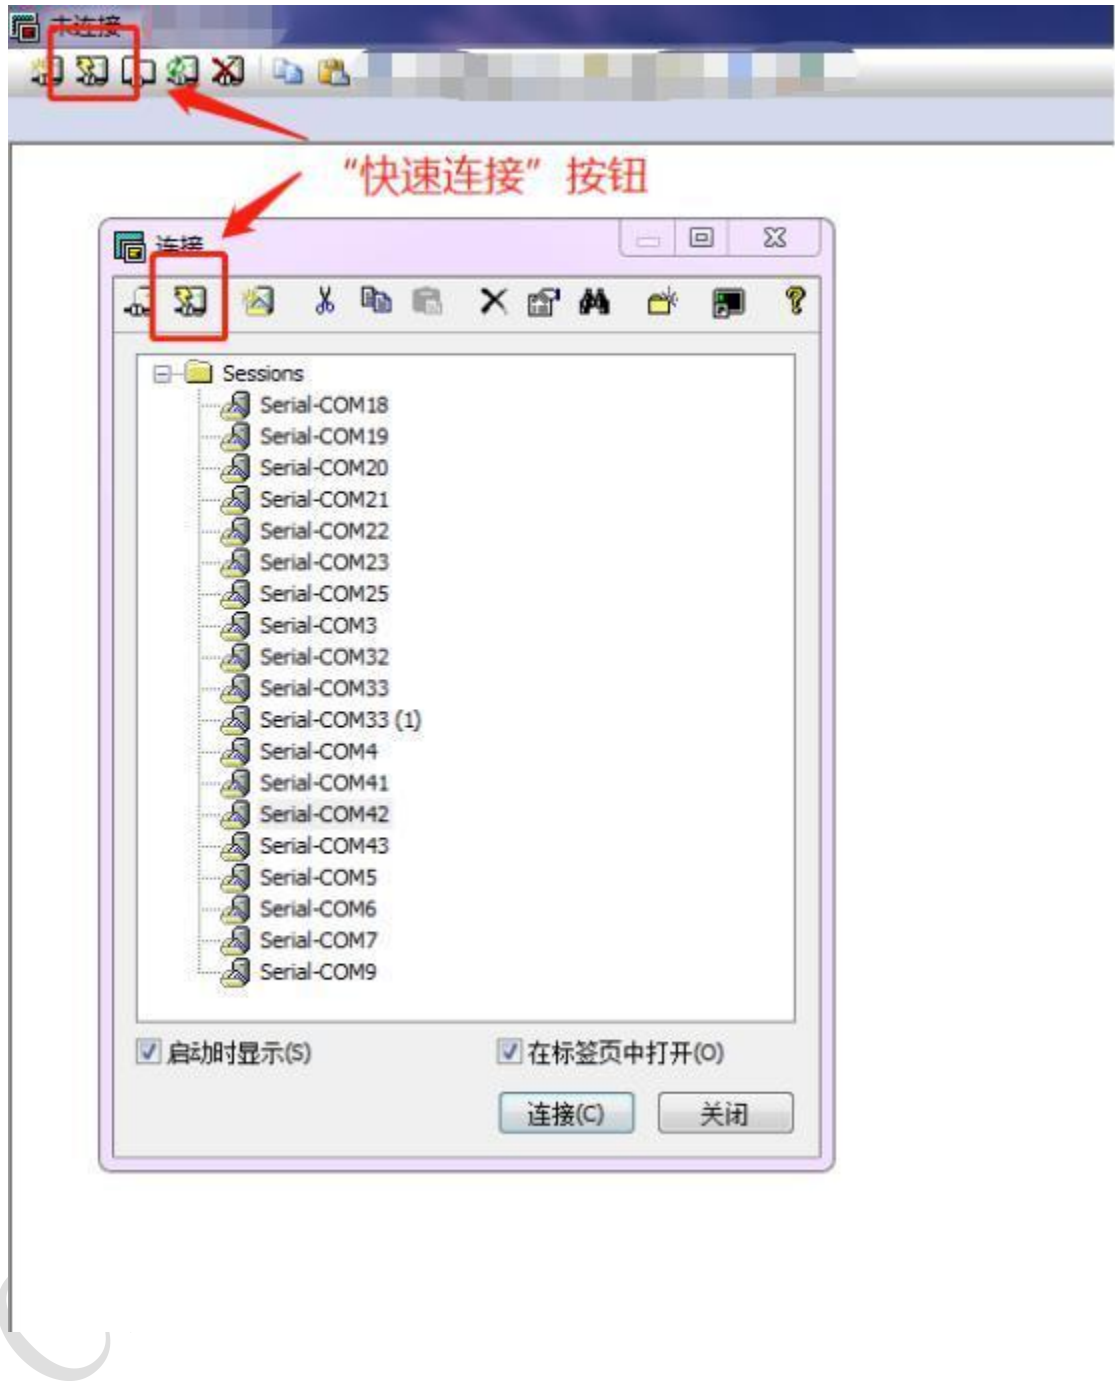 未连接
“快速连接”按钮
连接
Sessions
Serial-COM18
Serial-COM19
Serial-COM20
Serial-COM21
Serial-COM22
Serial-COM23
Serial-COM25
Serial-COM3
Serial-COM32
Serial-COM33
Serial-COM33 (1)
Serial-COM4
Serial-COM41
Serial-COM42
Serial-COM43
Serial-COM5
Serial-COM6
Serial-COM7
Serial-COM9
启动时显示(S)
在标签页中打开(O)
连接(C)
关闭